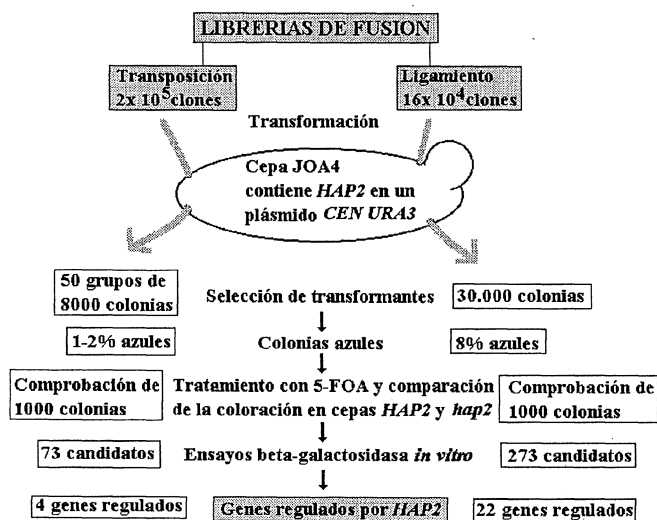 LIBRERIAS DE FUSION
Transposición
2x 10⁵clones
Ligamiento
16x 10⁴clones
Transformación
Cepa JOA4
contiene HAP2 en un
plásmido CEN URA3
50 grupos de
8000 colonias
Selección de transformantes
30.000 colonias
1-2% azules
Colonias azules
8% azules
Comprobación de
1000 colonias
Tratamiento con 5-FOA y comparación
de la coloración en cepas HAP2 y hap2
Comprobación de
1000 colonias
73 candidatos
Ensayos beta-galactosidasa in vitro
273 candidatos
4 genes regulados
Genes regulados por HAP2
22 genes regulados